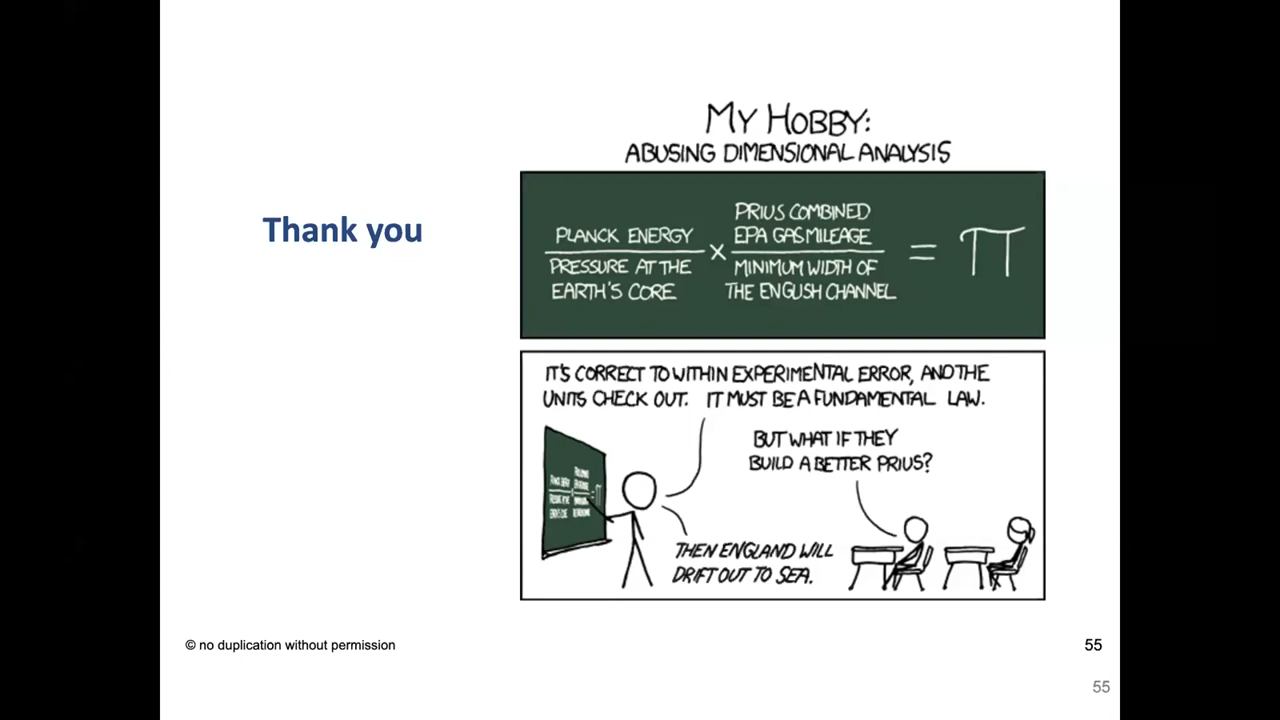 Thank you
MY HOBBY:
ABUSING DIMENSIONAL ANALYSIS
PLANCK ENERGY
PRESSURE AT THE
EARTH'S CORE
×
PRIUS COMBINED
EPA GAS MILEAGE
MINIMUM WIDTH OF
THE ENGLISH CHANNEL
= π
IT'S CORRECT TO WITHIN EXPERIMENTAL ERROR, AND THE
UNITS CHECK OUT. IT MUST BE A FUNDAMENTAL LAW.
BUT WHAT IF THEY
BUILD A BETTER PRIUS?
THEN ENGLAND WILL
DRIFT OUT TO SEA.
© no duplication without permission
55
55